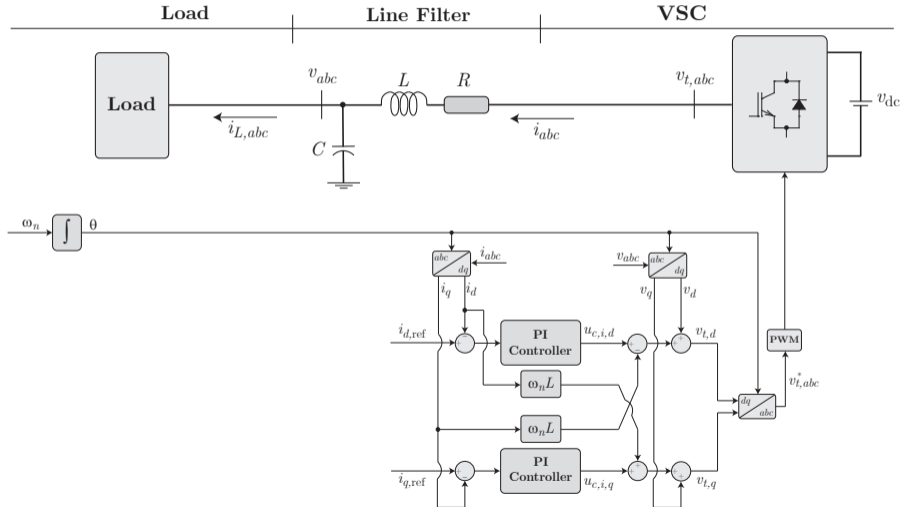 Load Line Filter VSC
v_abc L R v_t,abc
Load
v_dc
i_L,abc C i_abc
ω_n ∫ θ
abc dq i_abc v_abc abc dq
i_q i_d v_q v_d
i_d,ref PI Controller u_c,i,d v_t,d PWM
ω_nL v*_t,abc
dq abc
ω_nL
i_q,ref PI Controller u_c,i,q v_t,q